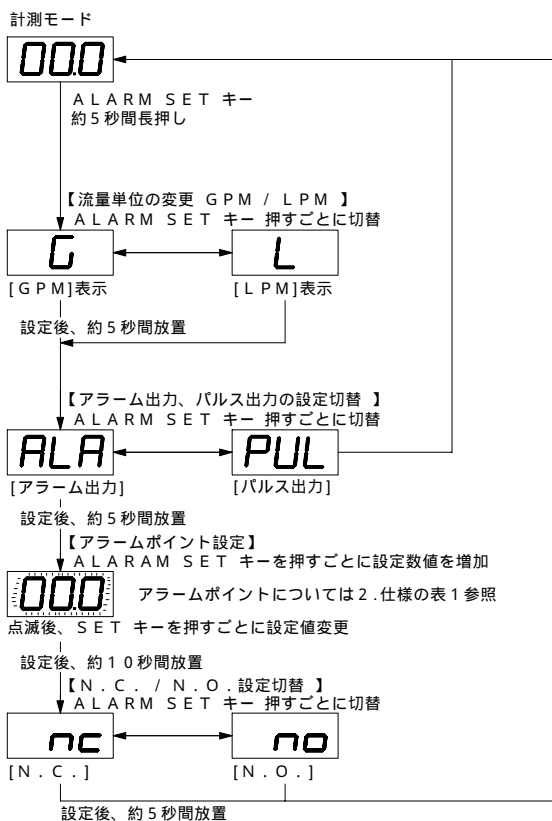 計測モード
00.0
ALARM SET キー
約5秒間長押し
【流量単位の変更 GPM / LPM 】
ALARM SET キー 押すごとに切替
G L
[GPM]表示 [LPM]表示
設定後、約5秒間放置
【アラーム出力、パルス出力の設定切替 】
ALARM SET キー 押すごとに切替
ALA PUL
[アラーム出力] [パルス出力]
設定後、約5秒間放置
【アラームポイント設定】
ALARAM SET キーを押すごとに設定数値を増加
00.0 アラームポイントについては2.仕様の表1参照
点滅後、SET キーを押すごとに設定値変更
設定後、約10秒間放置
【N.C. / N.O.設定切替 】
ALARM SET キー 押すごとに切替
nc no
[N.C.] [N.O.]
設定後、約5秒間放置